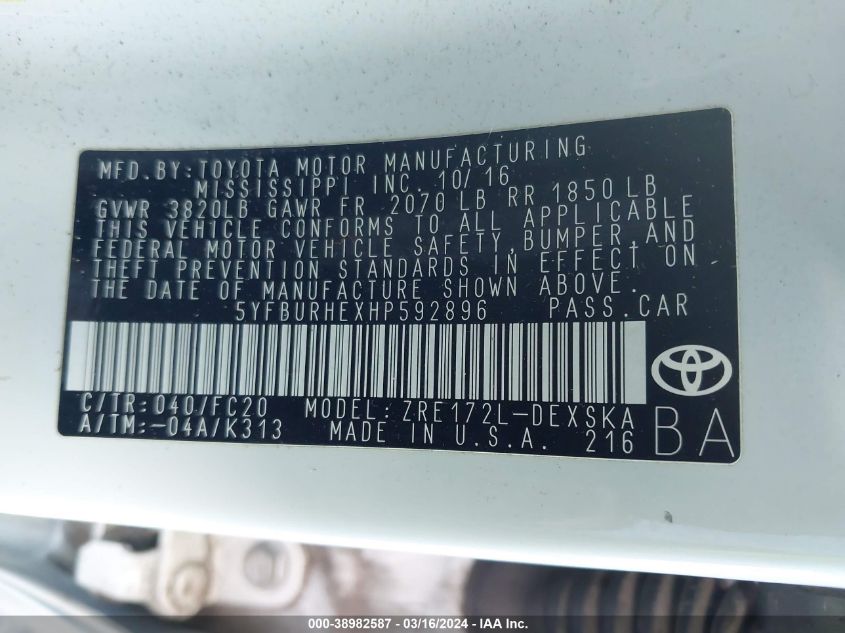 MFD. BY: TOYOTA MOTOR MANUFACTURING
MISSISSIPPI INC. 10/16
GVWR 3820LB GAWR FR 2070 LB RR 1850 LB
THIS VEHICLE CONFORMS TO ALL APPLICABLE
FEDERAL MOTOR VEHICLE SAFETY, BUMPER, AND
THEFT PREVENTION STANDARDS IN EFFECT ON
THE DATE OF MANUFACTURE SHOWN ABOVE.
5YFBURHEXHP592896 PASS. CAR
C/TR: 040/FC20 MODEL: ZRE172L-DEXSKA
A/TM: -04A/K313 MADE IN U.S.A. 216 BA
000-38982587 - 03/16/2024 - IAA Inc.